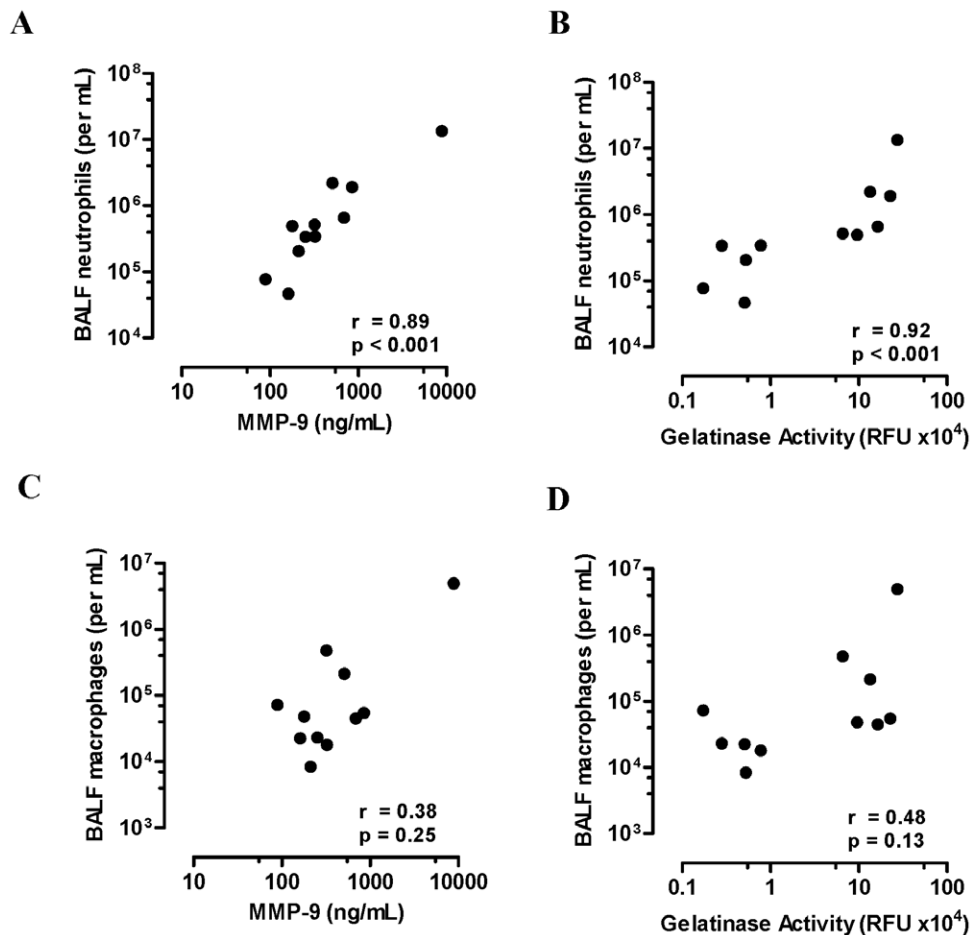 A
BALF neutrophils (per mL)
10⁸
10⁷
10⁶
10⁵
10⁴
r = 0.89
p < 0.001
10 100 1000 10000
MMP-9 (ng/mL)
B
BALF neutrophils (per mL)
10⁸
10⁷
10⁶
10⁵
10⁴
r = 0.92
p < 0.001
0.1 1 10 100
Gelatinase Activity (RFU x10⁴)
C
BALF macrophages (per mL)
10⁷
10⁶
10⁵
10⁴
10³
r = 0.38
p = 0.25
10 100 1000 10000
MMP-9 (ng/mL)
D
BALF macrophages (per mL)
10⁷
10⁶
10⁵
10⁴
10³
r = 0.48
p = 0.13
0.1 1 10 100
Gelatinase Activity (RFU x10⁴)